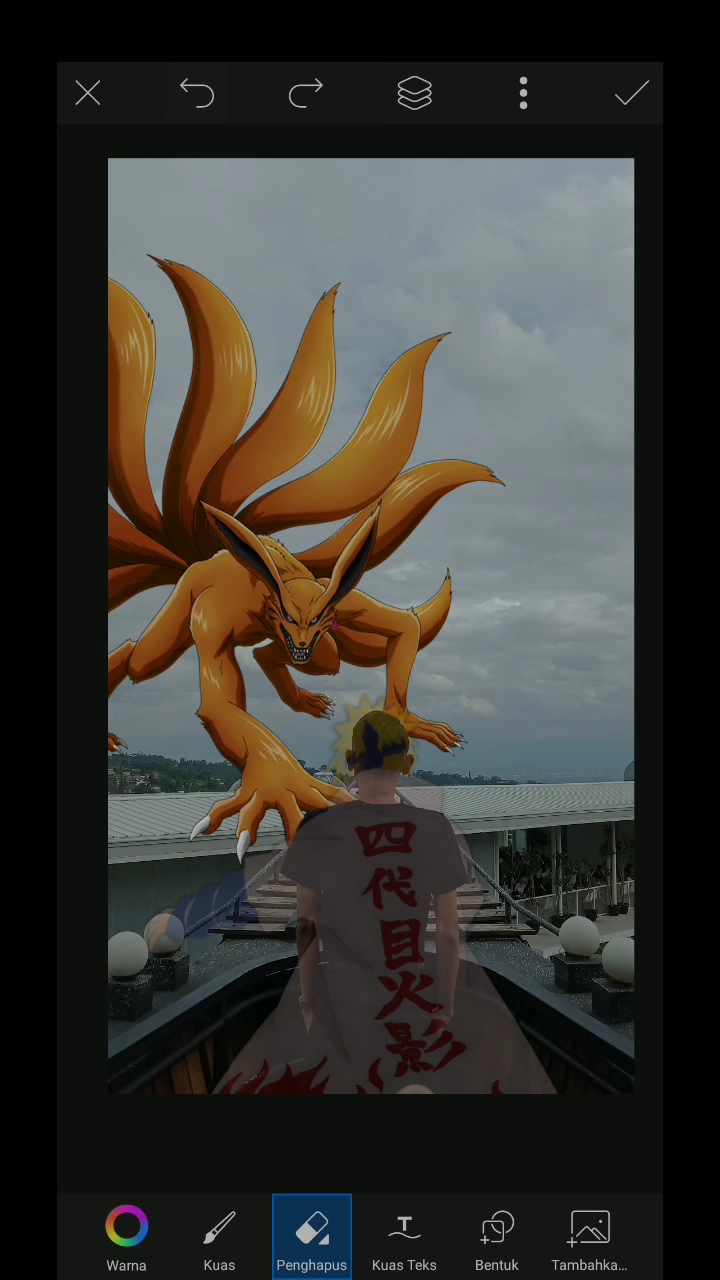 四
代
目
火
影
Warna
Kuas
Penghapus
Kuas Teks
Bentuk
Tambahka...